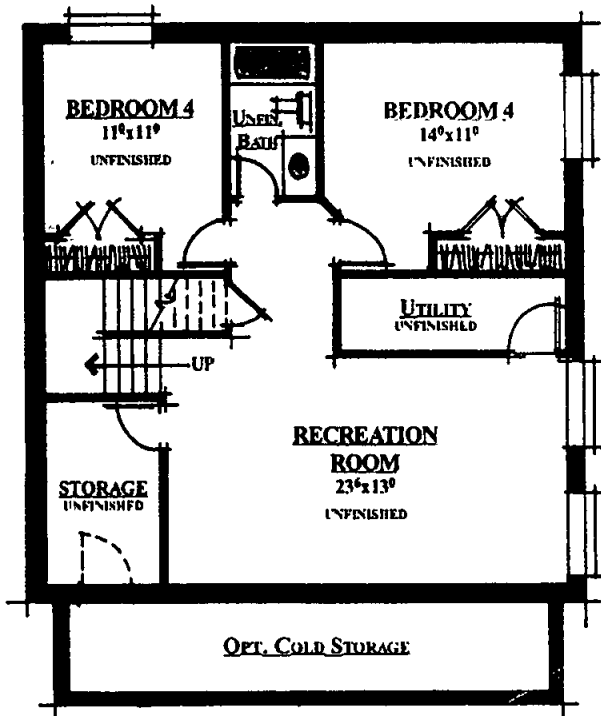 BEDROOM 4
11⁰x11⁰
UNFINISHED
UNFIN.
BATH
BEDROOM 4
14⁰x11⁰
UNFINISHED
UTILITY
UNFINISHED
UP
RECREATION
ROOM
23⁶x13⁰
UNFINISHED
STORAGE
UNFINISHED
OPT. COLD STORAGE